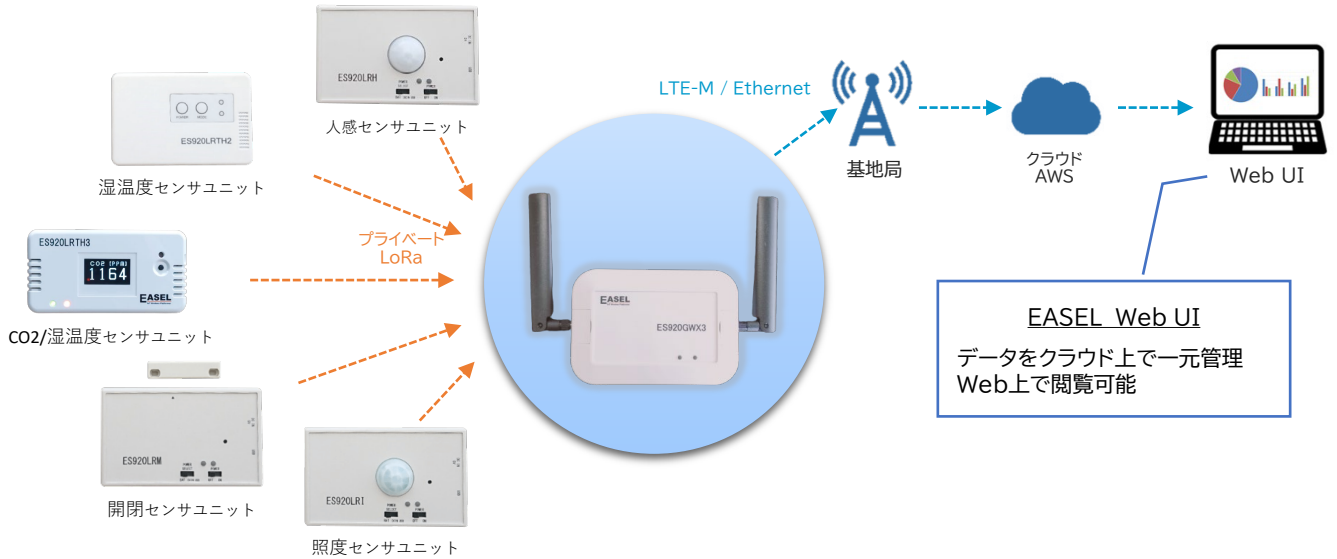 ES920LRH
人感センサユニット
ES920LRTH2
湿温度センサユニット
ES920LRTH3
CO2 [PPM]
1164
EASEL
CO2/湿温度センサユニット
ES920LRM
開閉センサユニット
ES920LRI
照度センサユニット
プライベート
LoRa
EASEL
ES920GWX3
LTE-M / Ethernet
基地局
クラウド
AWS
Web UI
EASEL Web UI
データをクラウド上で一元管理
Web上で閲覧可能